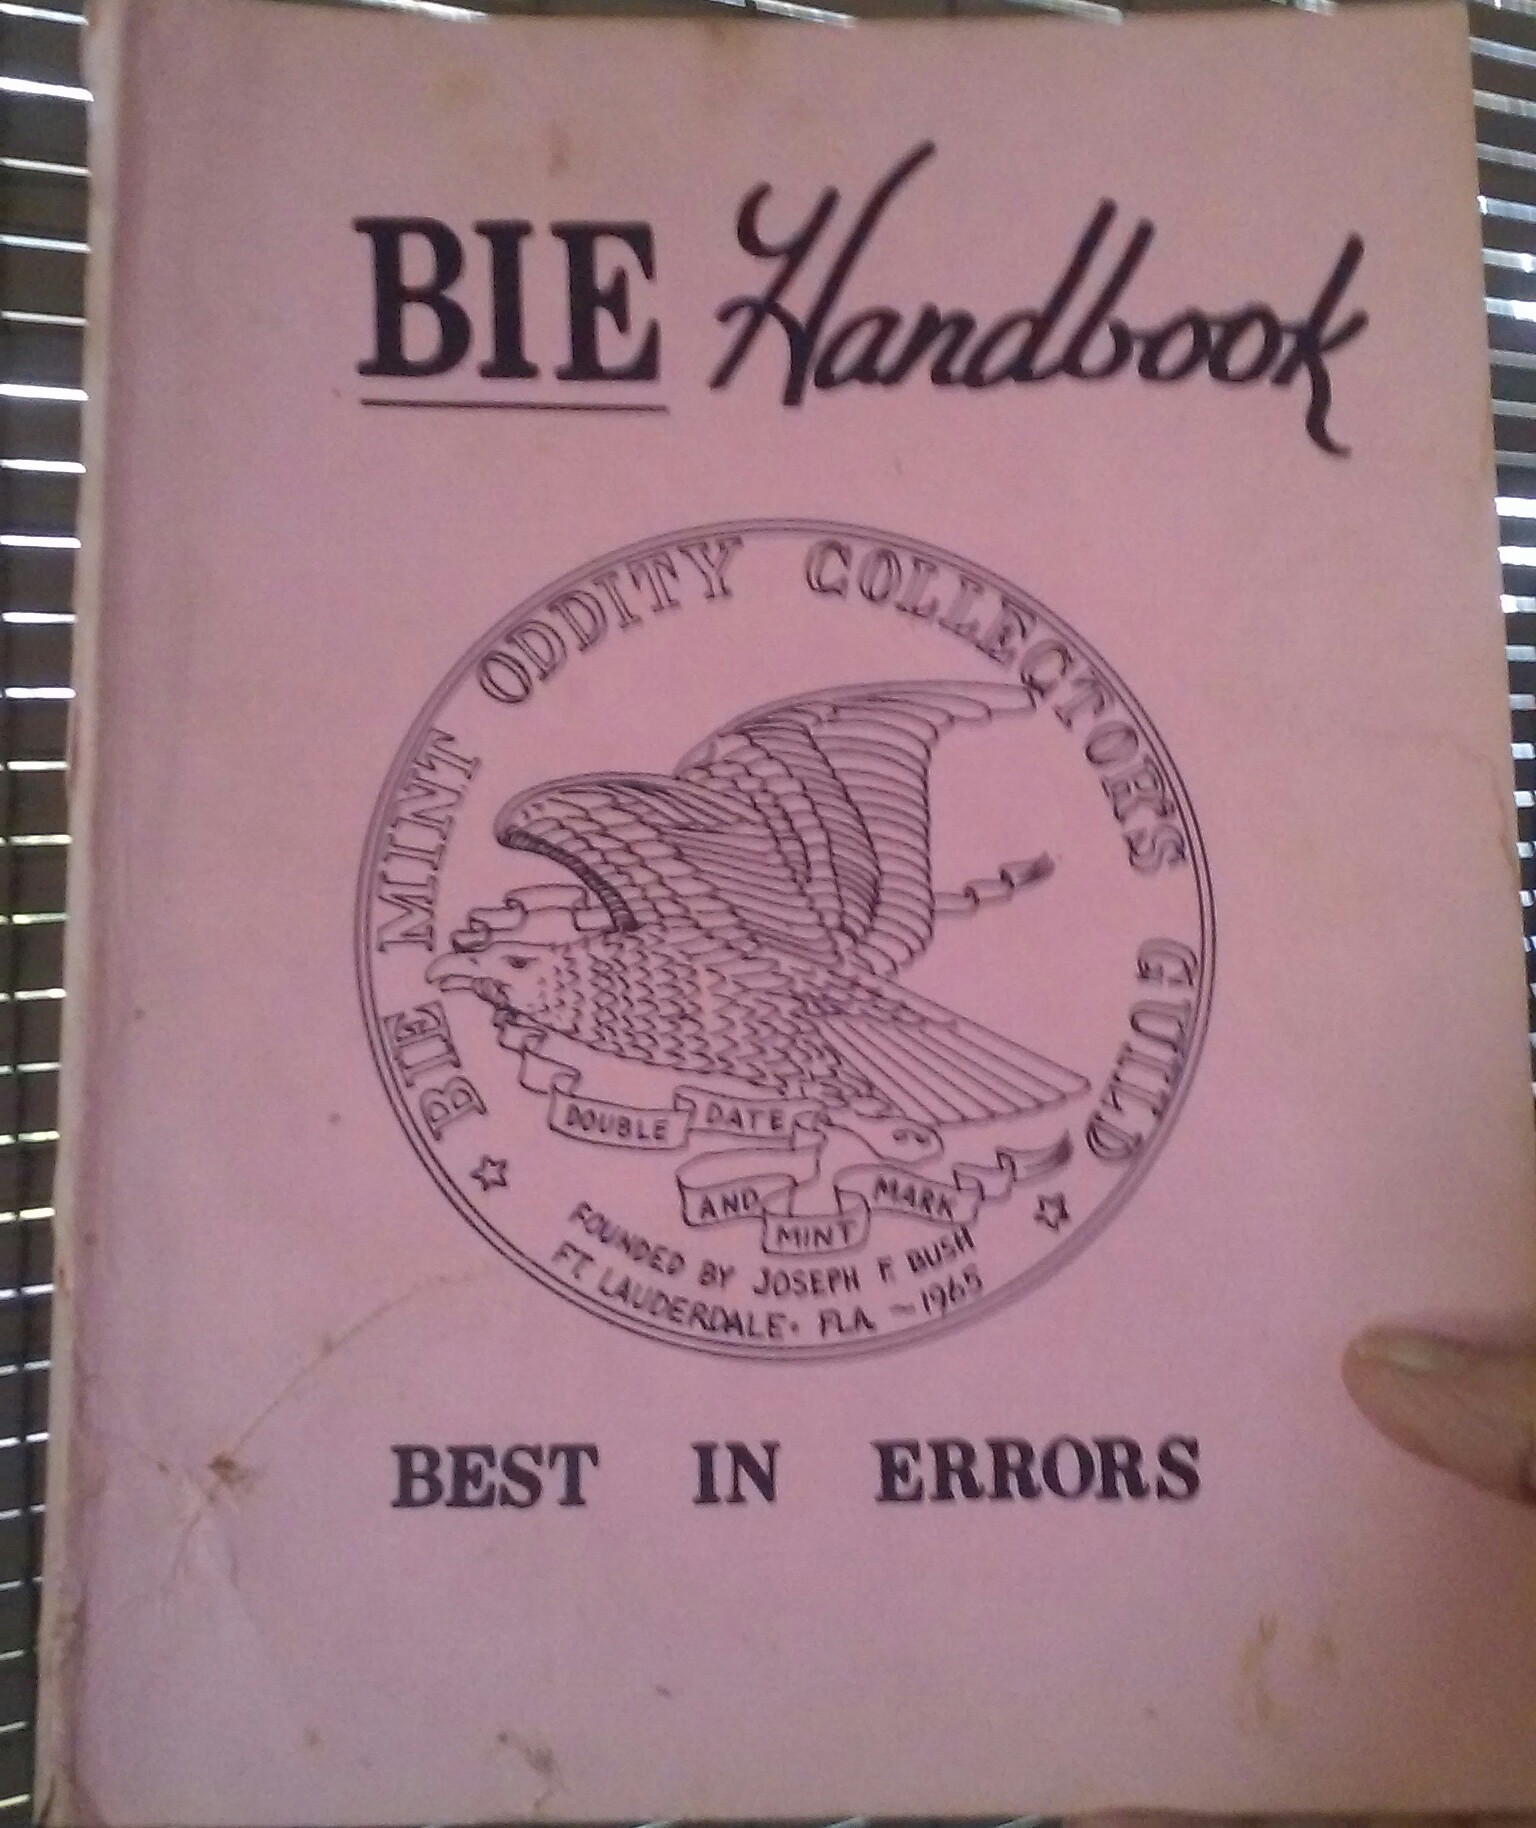 BIE Handbook
BIE MINT ODDITY COLLECTORS GUILD
DOUBLE DATE
AND MINT MARK
FOUNDED BY JOSEPH F. BUSH
FT. LAUDERDALE. FLA ~ 1965
BEST IN ERRORS